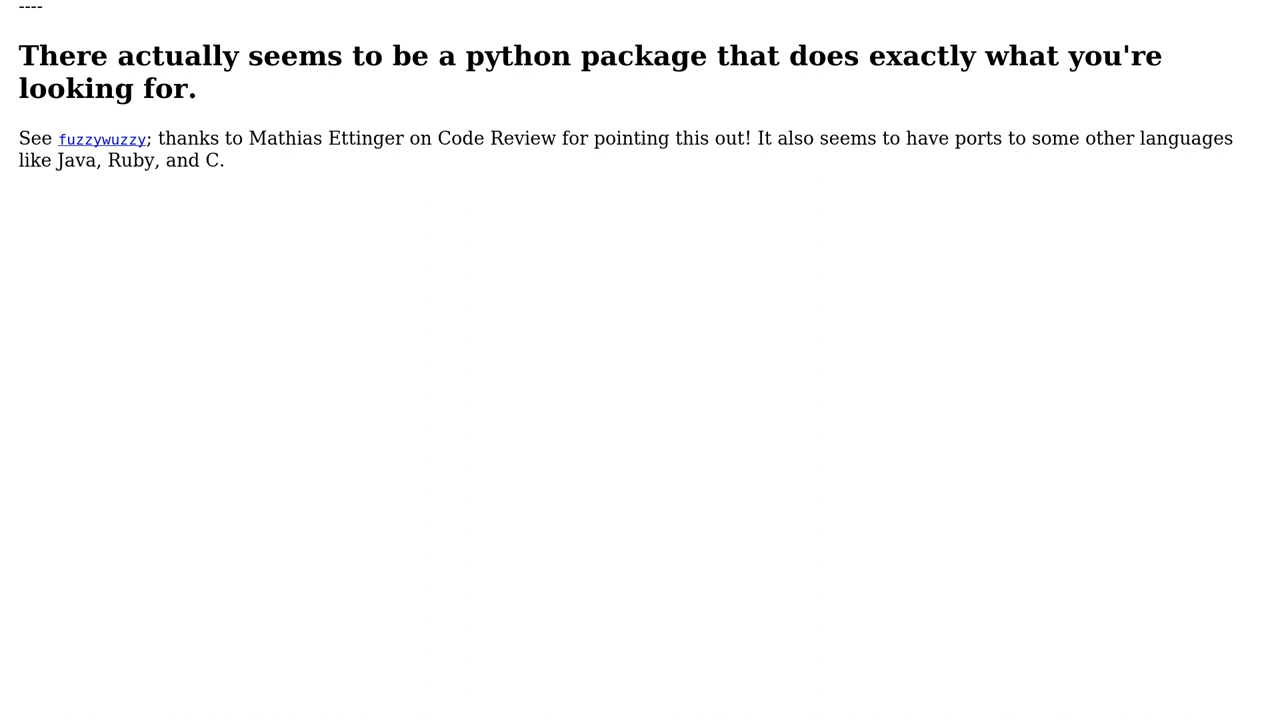 ----
There actually seems to be a python package that does exactly what you're
looking for.
See fuzzywuzzy; thanks to Mathias Ettinger on Code Review for pointing this out! It also seems to have ports to some other languages
like Java, Ruby, and C.